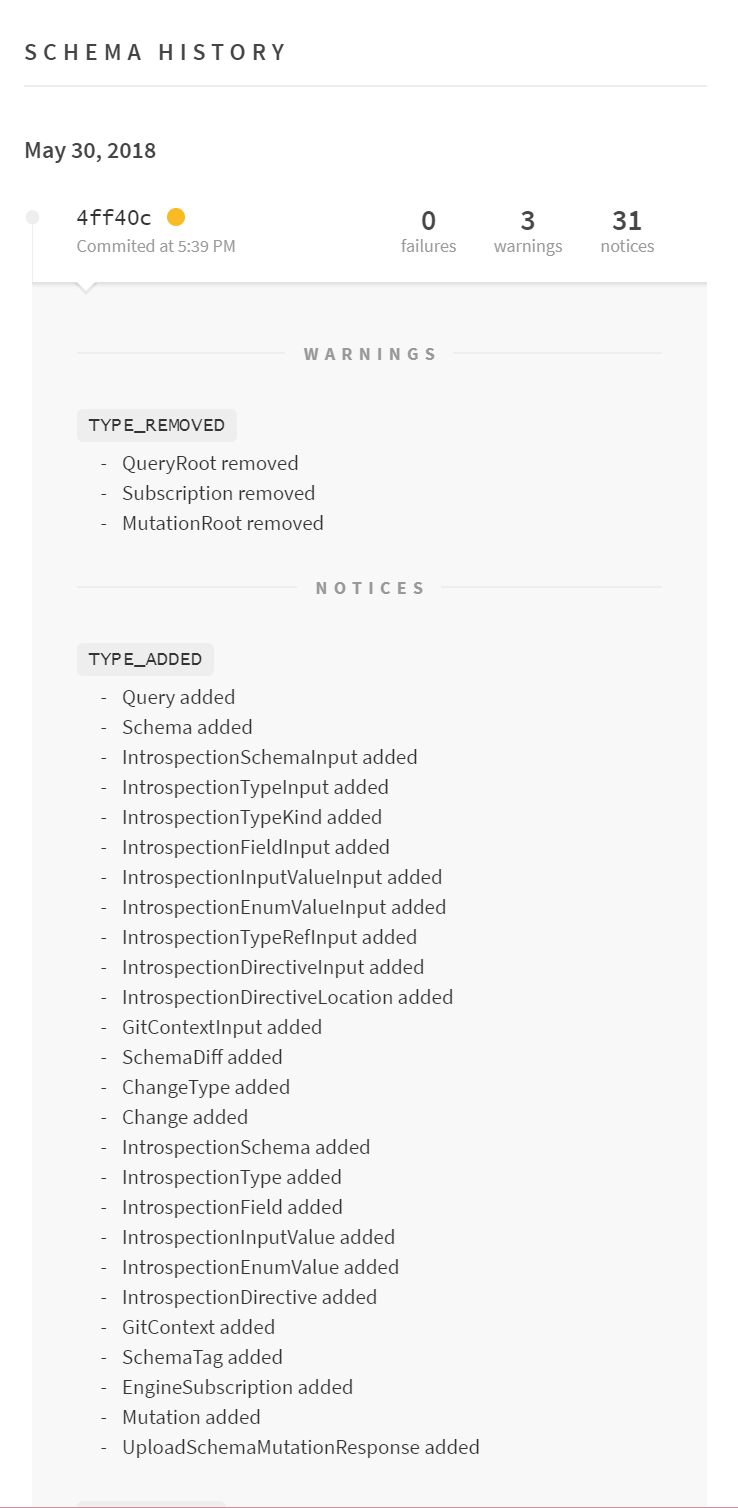 SCHEMA HISTORY
May 30, 2018
4ff40c
Commited at 5:39 PM
0 failures
3 warnings
31 notices
WARNINGS
TYPE_REMOVED
- QueryRoot removed
- Subscription removed
- MutationRoot removed
NOTICES
TYPE_ADDED
- Query added
- Schema added
- IntrospectionSchemaInput added
- IntrospectionTypeInput added
- IntrospectionTypeKind added
- IntrospectionFieldInput added
- IntrospectionInputValueInput added
- IntrospectionEnumValueInput added
- IntrospectionTypeRefInput added
- IntrospectionDirectiveInput added
- IntrospectionDirectiveLocation added
- GitContextInput added
- SchemaDiff added
- ChangeType added
- Change added
- IntrospectionSchema added
- IntrospectionType added
- IntrospectionField added
- IntrospectionInputValue added
- IntrospectionEnumValue added
- IntrospectionDirective added
- GitContext added
- SchemaTag added
- EngineSubscription added
- Mutation added
- UploadSchemaMutationResponse added